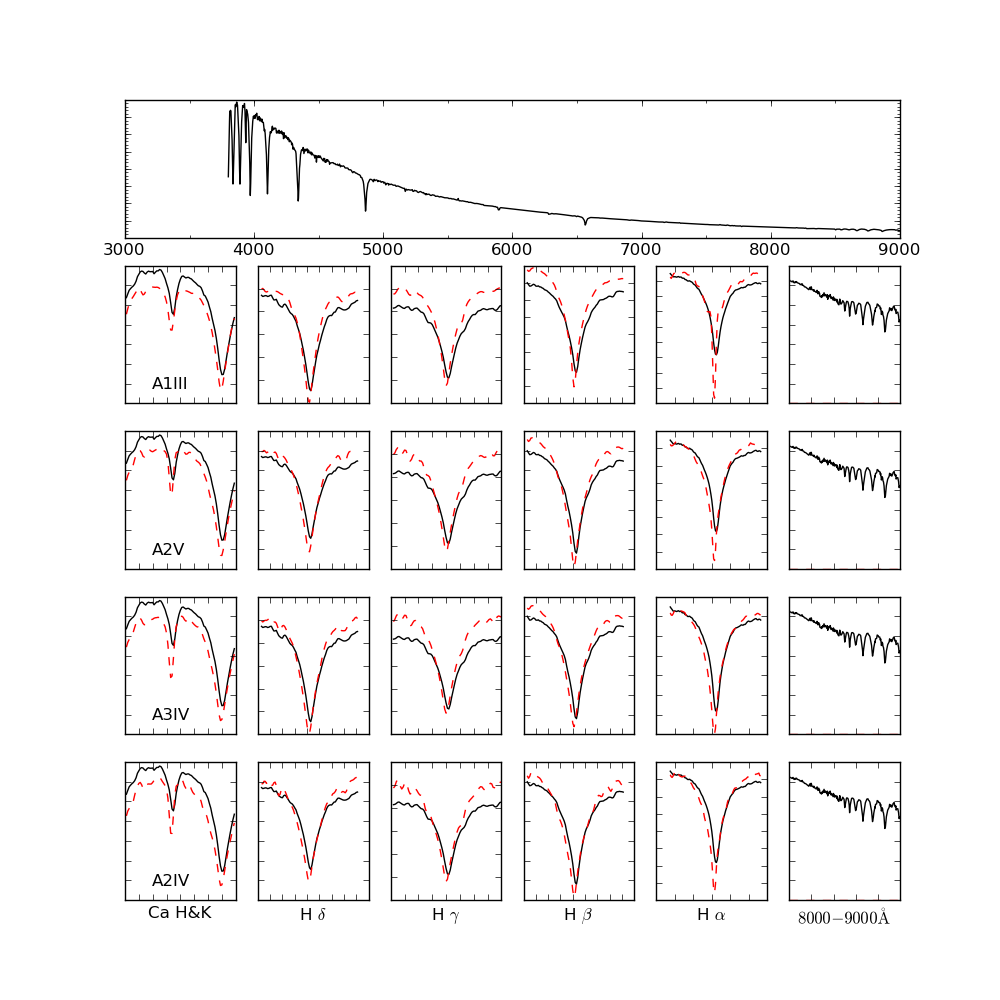 3000 4000 5000 6000 7000 8000 9000
A1III
A2V
A3IV
A2IV
Ca H&K H δ H γ H β H α 8000−9000Å